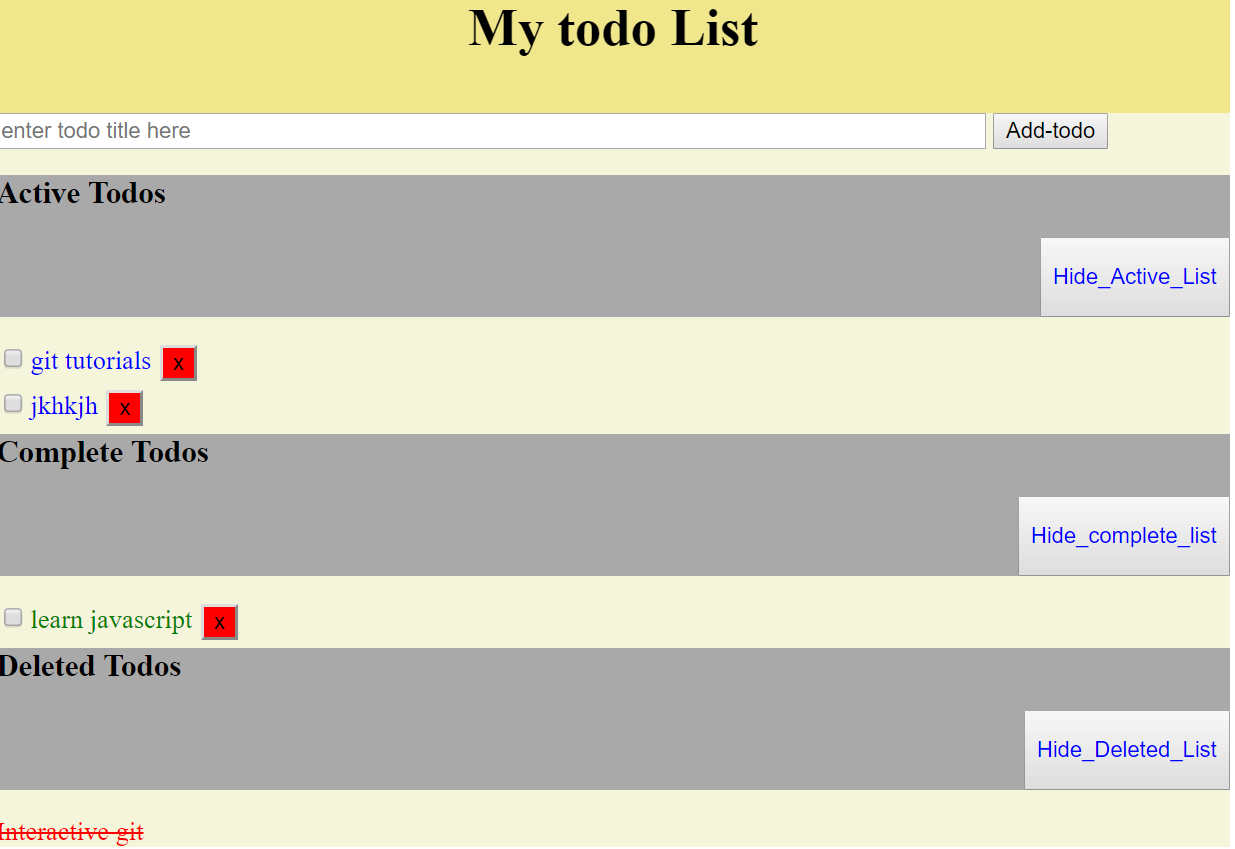 My todo List
enter todo title here Add-todo
Active Todos
Hide_Active_List
git tutorials x
jkhkjh x
Complete Todos
Hide_complete_list
learn javascript x
Deleted Todos
Hide_Deleted_List
Interactive git